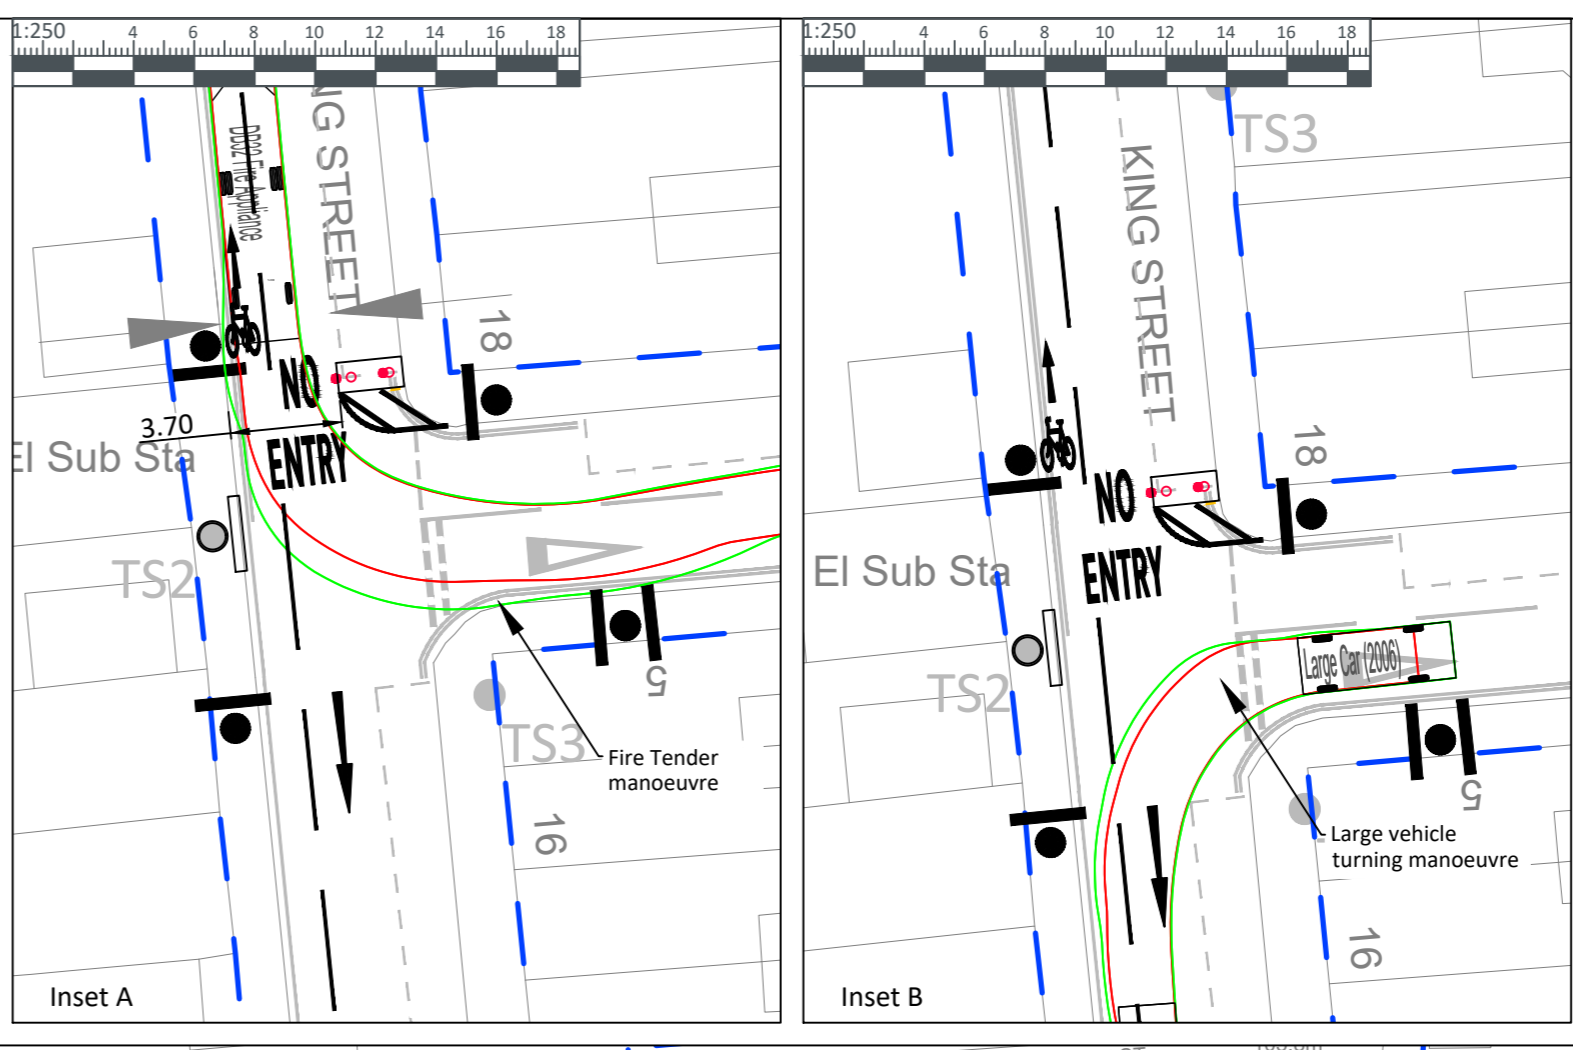 1:250 4 6 8 10 12 14 16 18
DB32 Fire Appliance
NG STREET
18
NO
3.70
ENTRY
El Sub Sta
TS2
5
TS3
Fire Tender
manoeuvre
16
Inset A
1:250 4 6 8 10 12 14 16 18
TS3
KING STREET
18
NO
El Sub Sta
ENTRY
TS2
Large Car (2006)
5
Large vehicle
turning manoeuvre
16
Inset B